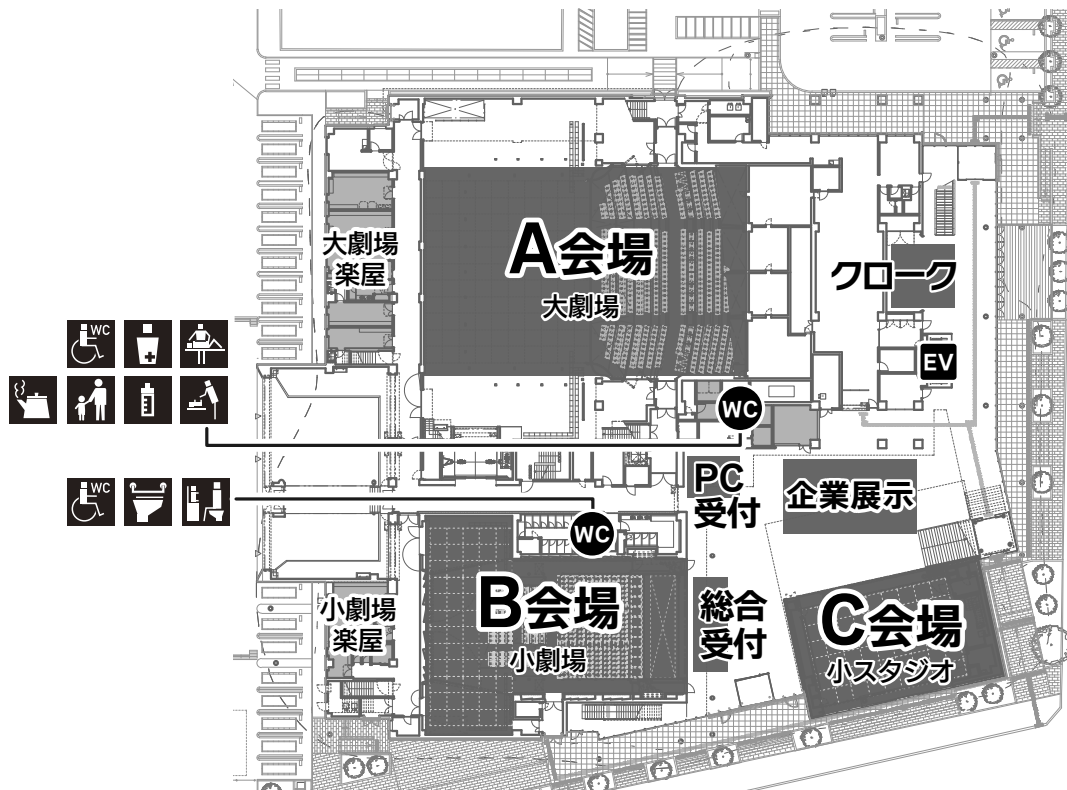 A会場
大劇場
大劇場
楽屋
クローク
EV
WC
WC
PC
受付
企業展示
WC
WC
B会場
小劇場
小劇場
楽屋
総合
受付
C会場
小スタジオ